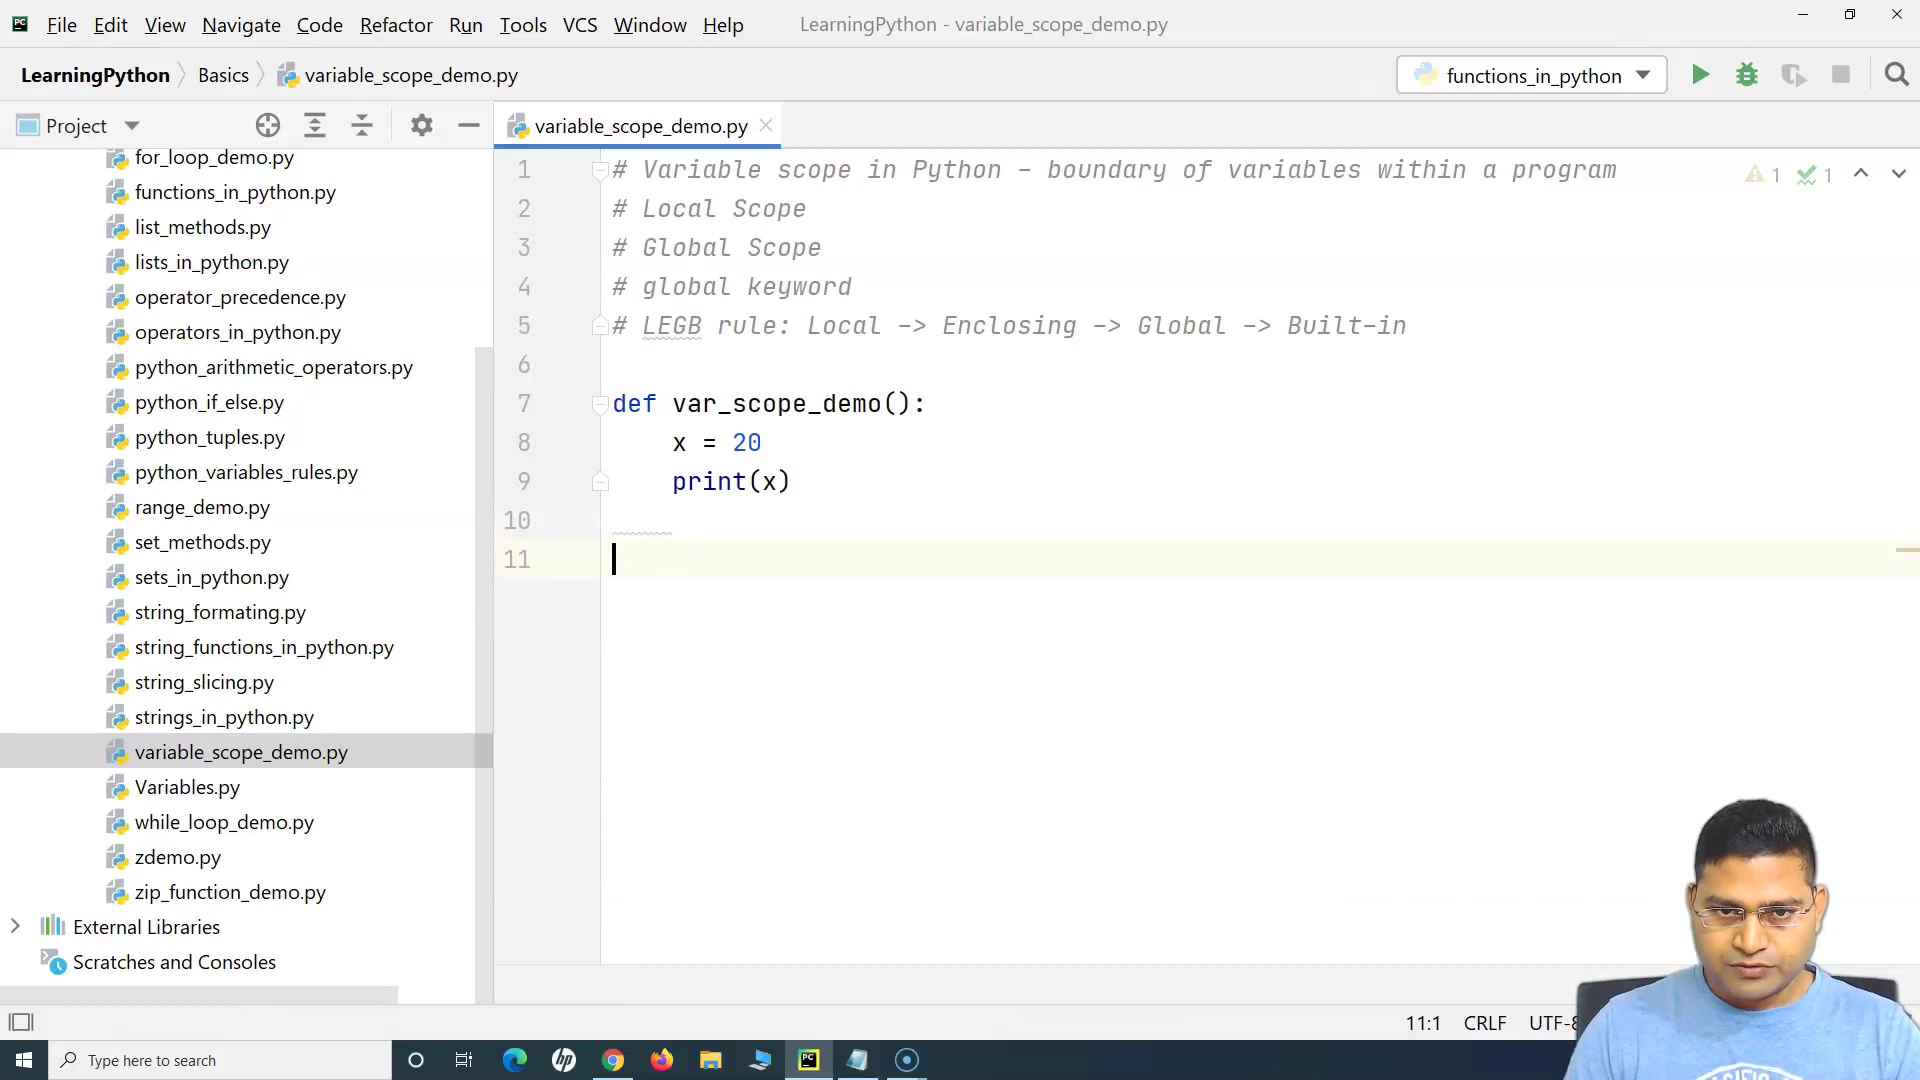 File Edit View Navigate Code Refactor Run Tools VCS Window Help LearningPython - variable_scope_demo.py
LearningPython Basics variable_scope_demo.py functions_in_python
Project variable_scope_demo.py
for_loop_demo.py
functions_in_python.py
list_methods.py
lists_in_python.py
operator_precedence.py
operators_in_python.py
python_arithmetic_operators.py
python_if_else.py
python_tuples.py
python_variables_rules.py
range_demo.py
set_methods.py
sets_in_python.py
string_formating.py
string_functions_in_python.py
string_slicing.py
strings_in_python.py
variable_scope_demo.py
Variables.py
while_loop_demo.py
zdemo.py
zip_function_demo.py
External Libraries
Scratches and Consoles
1 # Variable scope in Python - boundary of variables within a program 1 1
2 # Local Scope
3 # Global Scope
4 # global keyword
5 # LEGB rule: Local -> Enclosing -> Global -> Built-in
6
7 def var_scope_demo():
8 x = 20
9 print(x)
10
11
11:1 CRLF UTF-8
Type here to search hp PC